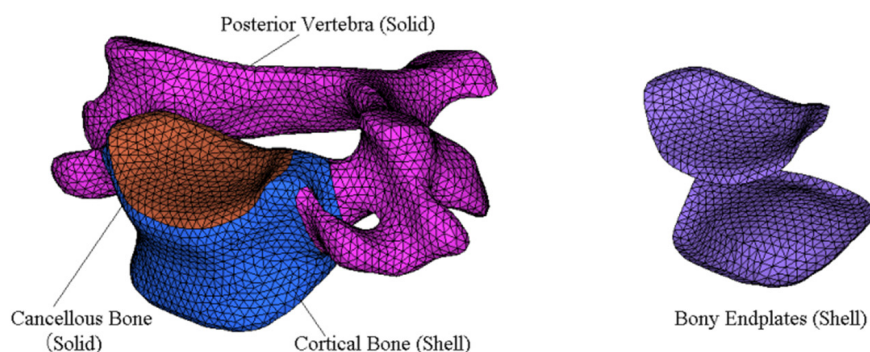 Posterior Vertebra (Solid)
Cancellous Bone
（Solid)
Cortical Bone (Shell)
Bony Endplates (Shell)